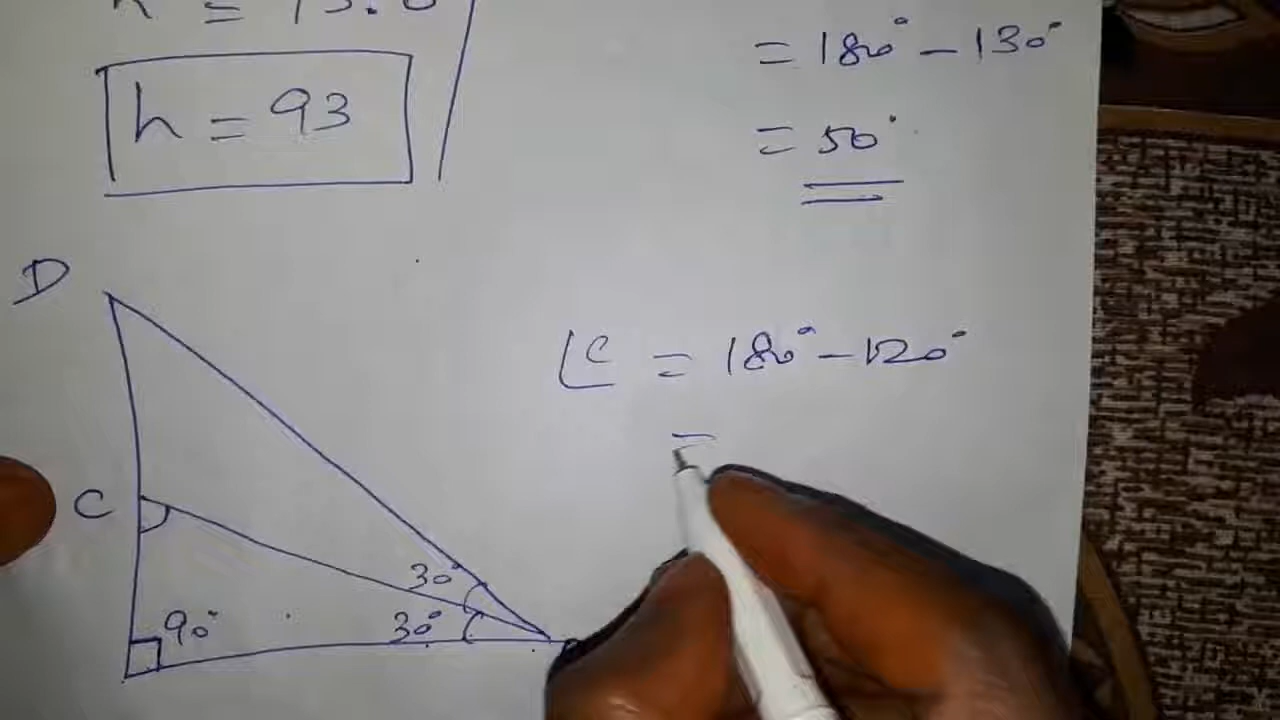 h = 93
= 180° - 130°
= 50°
D
∠C = 180° - 120°
=
C
30°
90° 30°